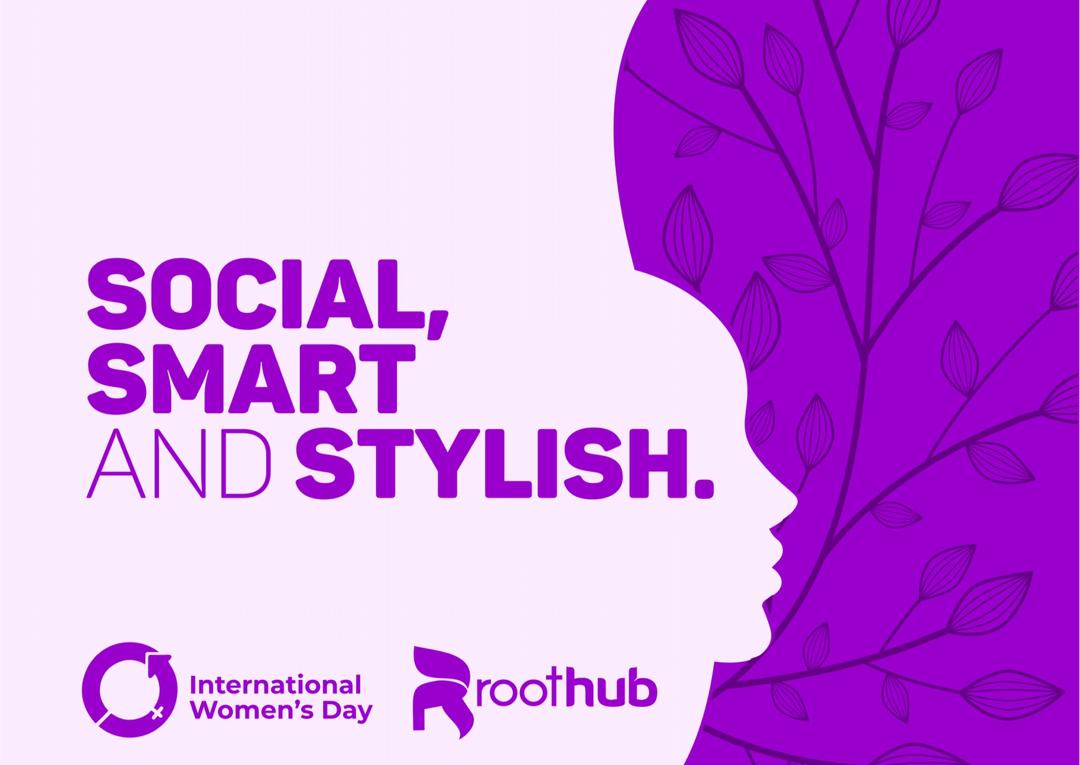 SOCIAL,
SMART
AND STYLISH.
International
Women's Day
roothub